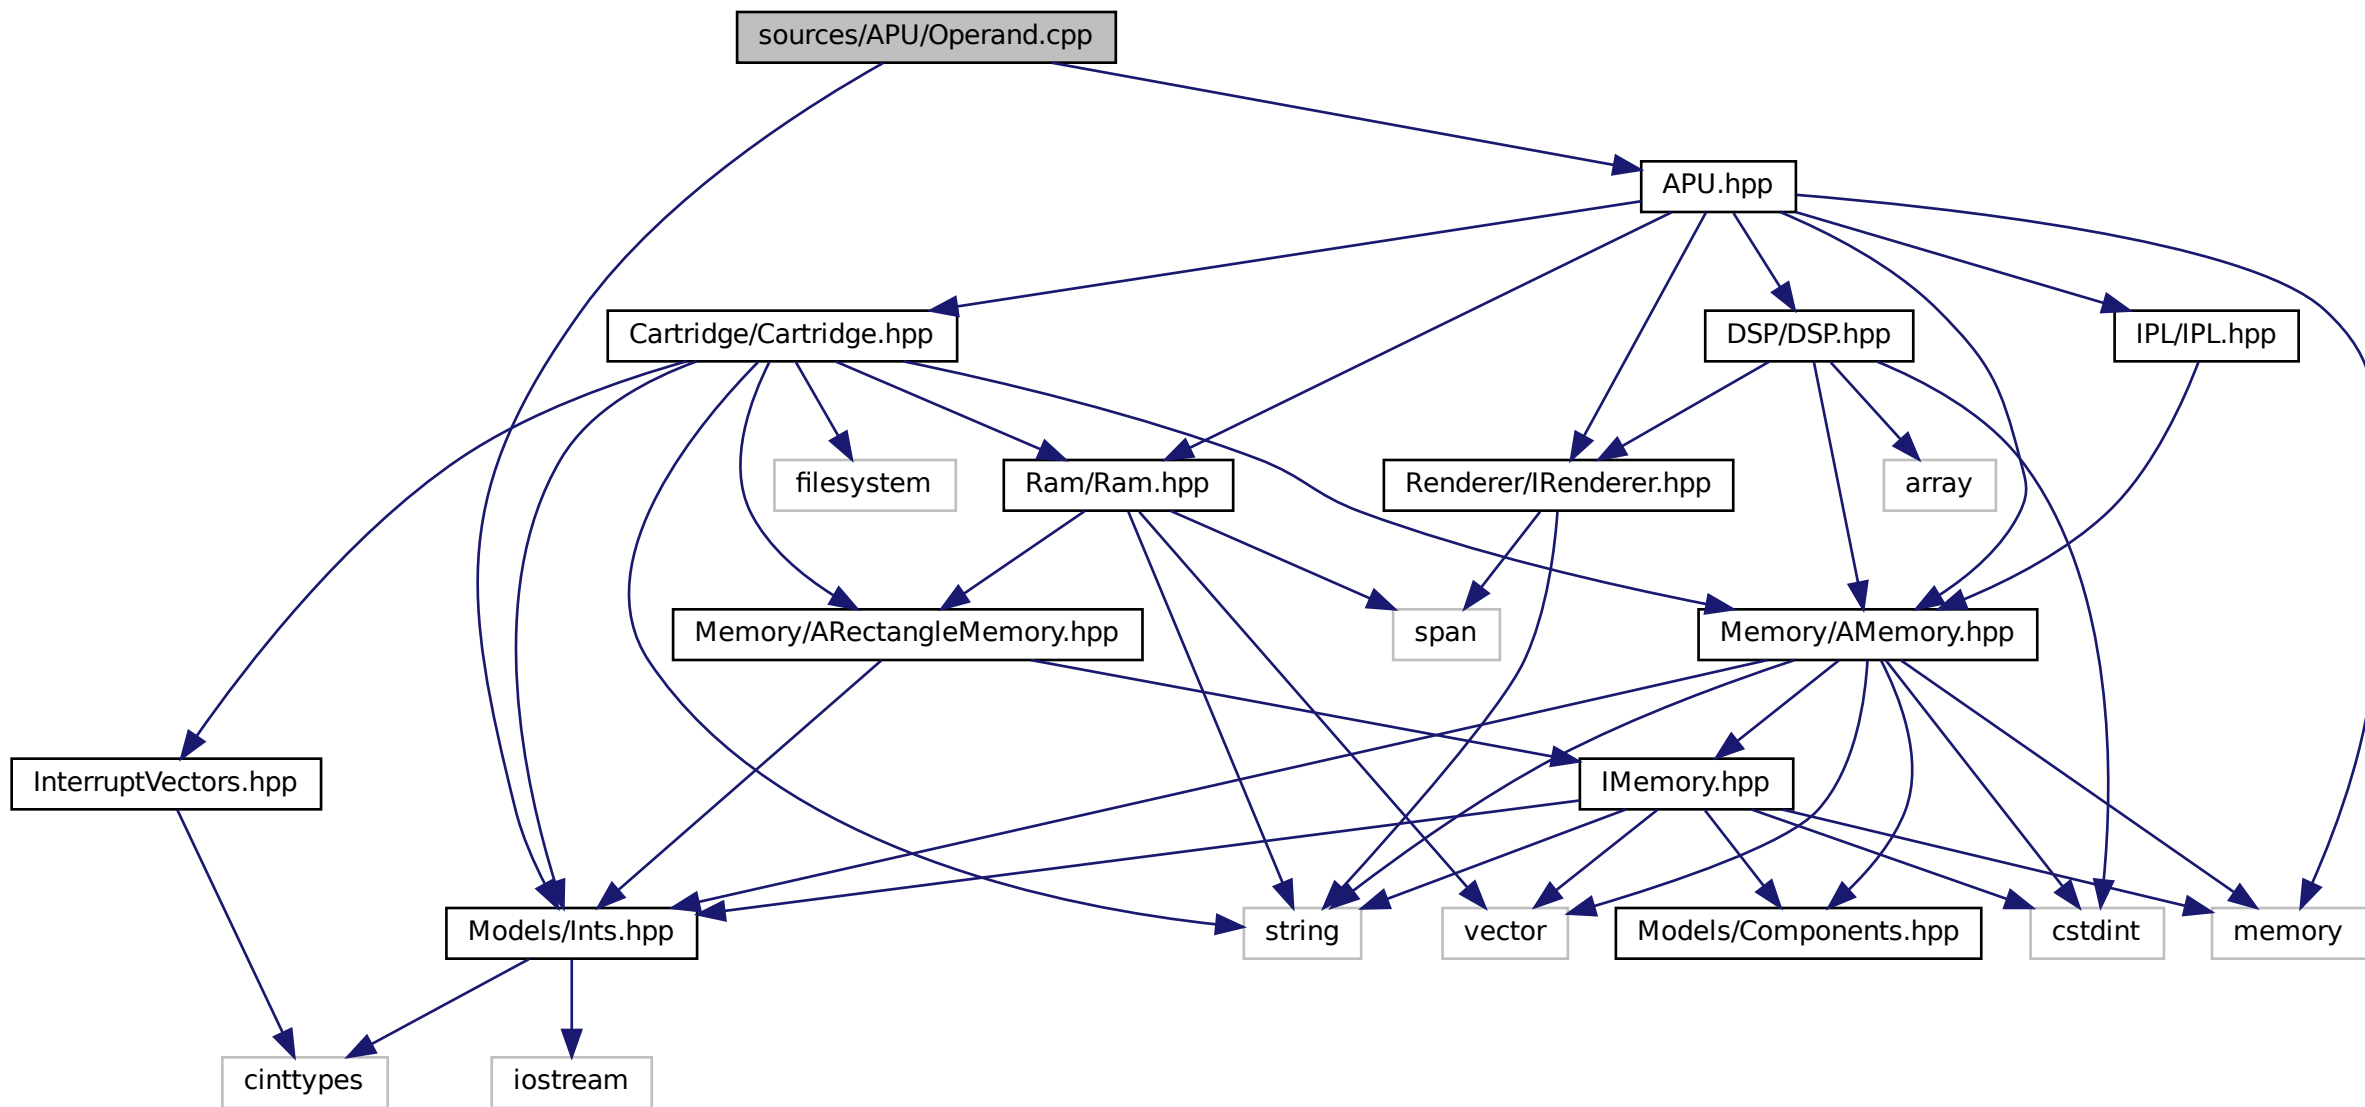 sources/APU/Operand.cpp
APU.hpp
Cartridge/Cartridge.hpp
DSP/DSP.hpp
IPL/IPL.hpp
filesystem
Ram/Ram.hpp
Renderer/IRenderer.hpp
array
Memory/ARectangleMemory.hpp
span
Memory/AMemory.hpp
InterruptVectors.hpp
IMemory.hpp
Models/Ints.hpp
string
vector
Models/Components.hpp
cstdint
memory
cinttypes
iostream